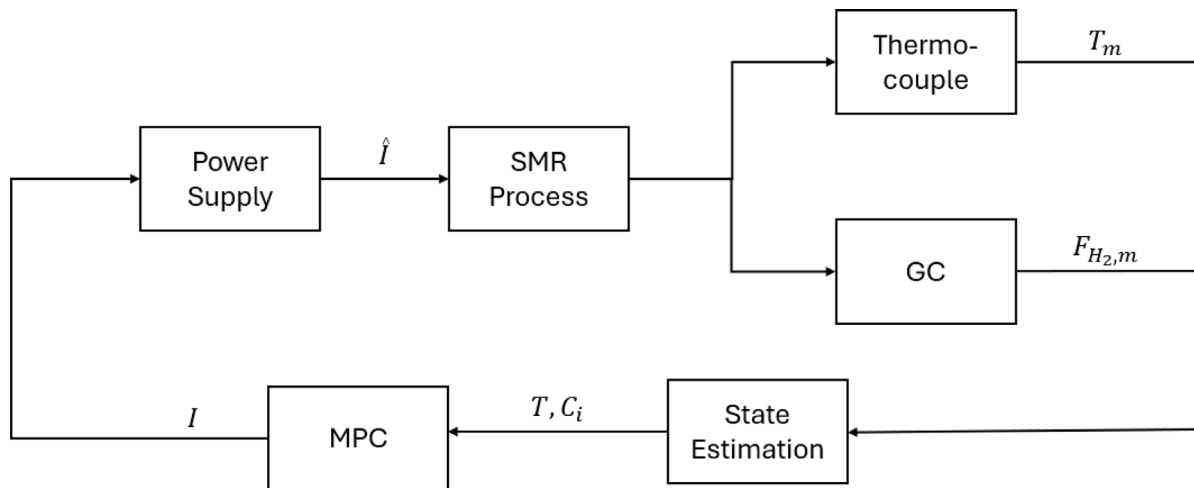 Thermo-
couple
T_m
Power
Supply
Î
SMR
Process
GC
F_{H_2,m}
I
MPC
T, C_i
State
Estimation